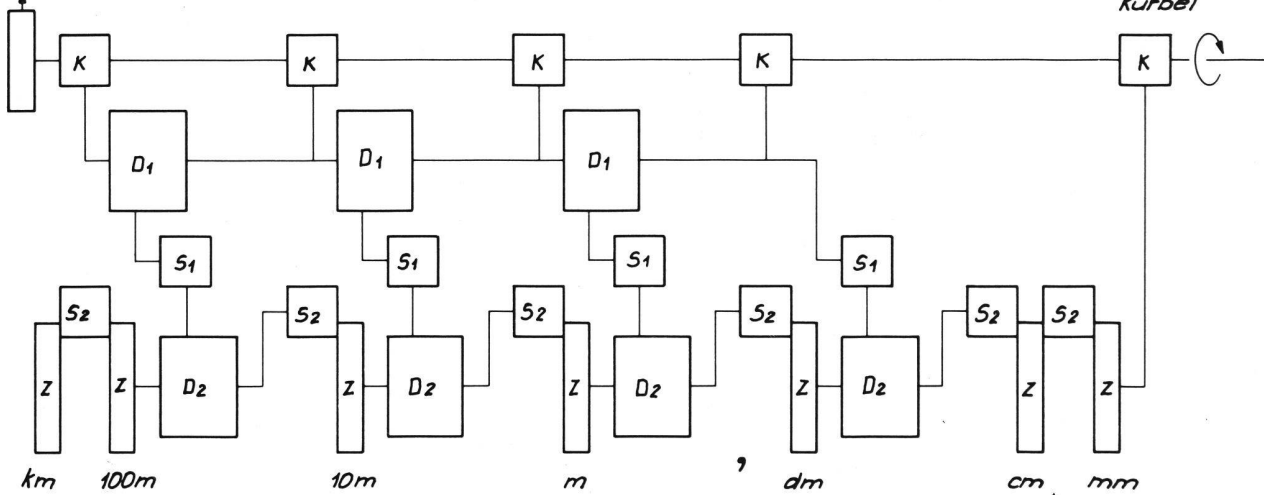 kurbel
K K K K K
D1 D1 D1
S1 S1 S1 S1
S2 S2 S2 S2 S2 S2
Z Z D2 Z D2 Z D2 Z D2 Z Z
km 100m 10m m , dm cm mm